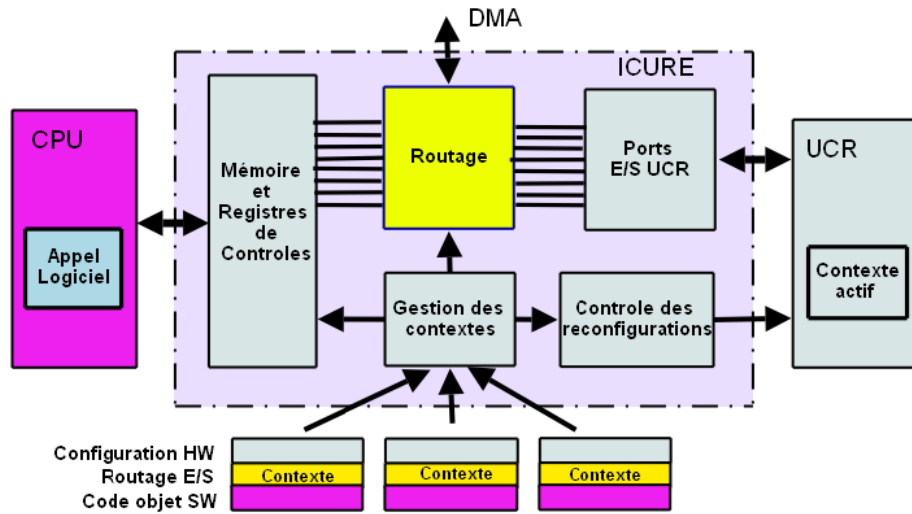 DMA
ICURE
CPU
Appel
Logiciel
Mémoire
et
Registres
de
Controles
Routage
Ports
E/S UCR
UCR
Contexte
actif
Gestion des
contextes
Controle des
reconfigurations
Configuration HW
Routage E/S
Code objet SW
Contexte
Contexte
Contexte